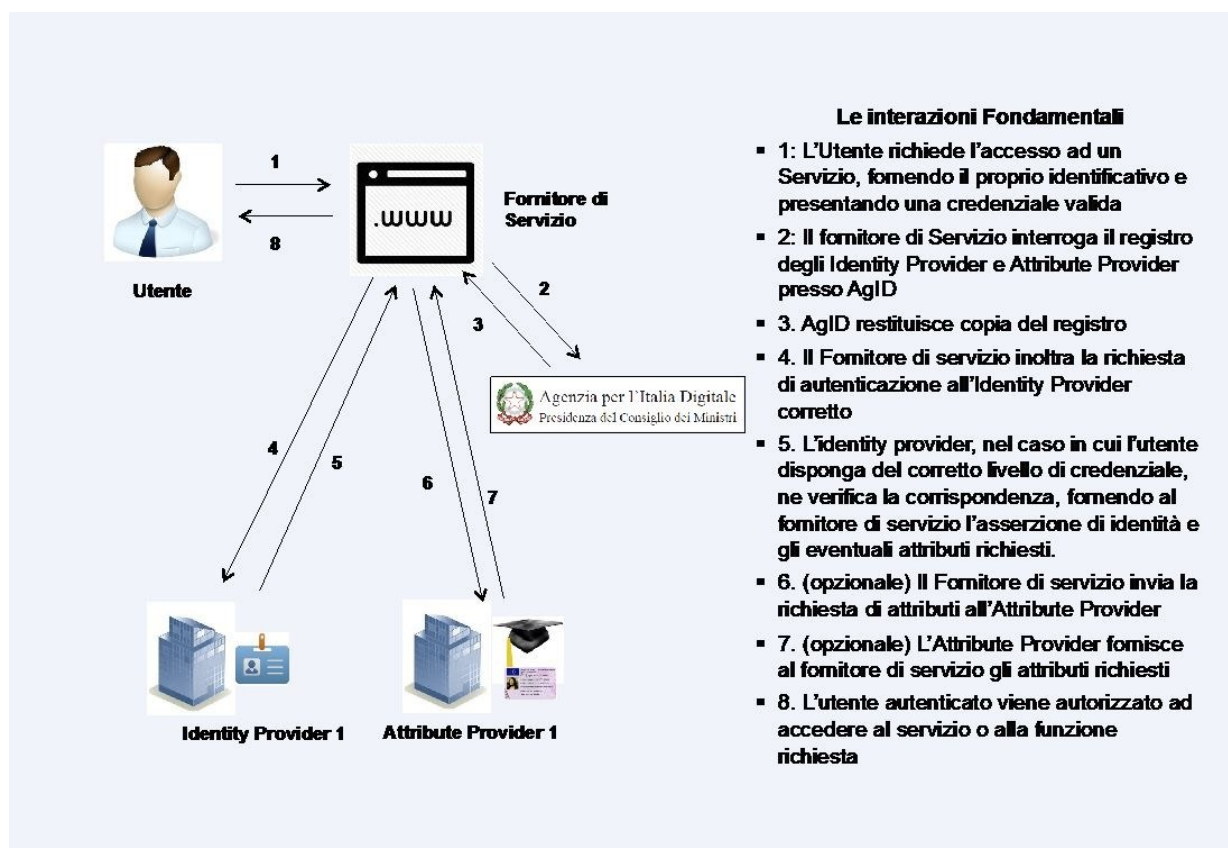 Le interazioni Fondamentali
1
8
.www
Fornitore di
Servizio
Utente
2
3
Agenzia per l'Italia Digitale
Presidenza del Consiglio dei Ministri
4
5
6
7
Identity Provider 1
Attribute Provider 1
▪ 1: L'Utente richiede l'accesso ad un
Servizio, fornendo il proprio identificativo e
presentando una credenziale valida
▪ 2: Il fornitore di Servizio interroga il registro
degli Identity Provider e Attribute Provider
presso AgID
▪ 3. AgID restituisce copia del registro
▪ 4. Il Fornitore di servizio inoltra la richiesta
di autenticazione all'Identity Provider
corretto
▪ 5. L'identity provider, nel caso in cui l'utente
disponga del corretto livello di credenziale,
ne verifica la corrispondenza, fornendo al
fornitore di servizio l'asserzione di identità e
gli eventuali attributi richiesti.
▪ 6. (opzionale) Il Fornitore di servizio invia la
richiesta di attributi all'Attribute Provider
▪ 7. (opzionale) L'Attribute Provider fornisce
al fornitore di servizio gli attributi richiesti
▪ 8. L'utente autenticato viene autorizzato ad
accedere al servizio o alla funzione
richiesta